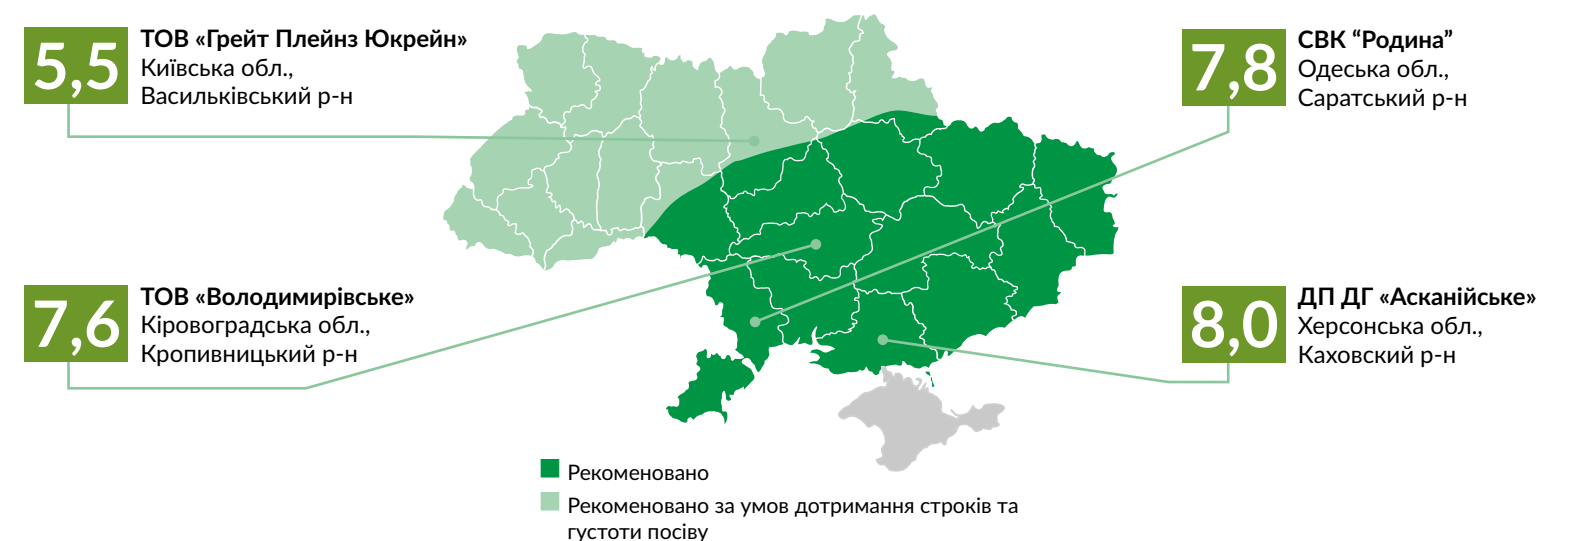 5,5
ТОВ «Грейт Плейнз Юкрейн»
Київська обл.,
Васильківський р-н
7,8
СВК “Родина”
Одеська обл.,
Саратський р-н
7,6
ТОВ «Володимирівське»
Кіровоградська обл.,
Кропивницький р-н
8,0
ДП ДГ «Асканійське»
Херсонська обл.,
Каховский р-н
Рекоменовано
Рекоменовано за умов дотримання строків та
густоти посіву